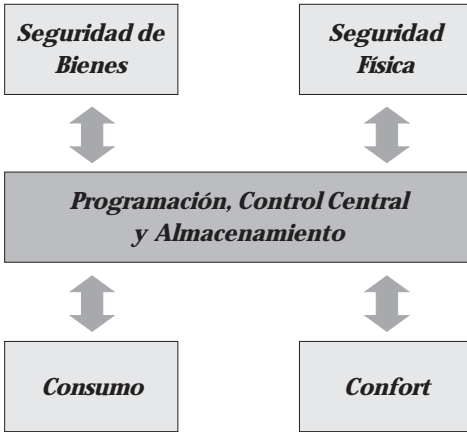 Seguridad de
Bienes
Seguridad
Física
Programación, Control Central
y Almacenamiento
Consumo
Confort